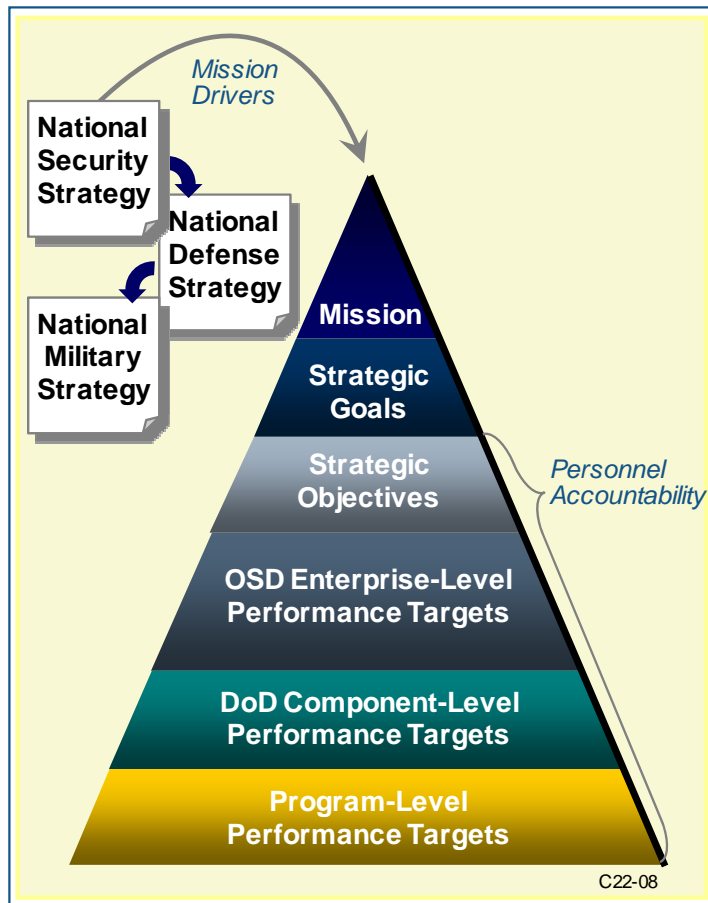 Mission
Drivers
National
Security
Strategy
National
Defense
Strategy
National
Military
Strategy
Mission
Strategic
Goals
Strategic
Objectives
Personnel
Accountability
OSD Enterprise-Level
Performance Targets
DoD Component-Level
Performance Targets
Program-Level
Performance Targets
C22-08